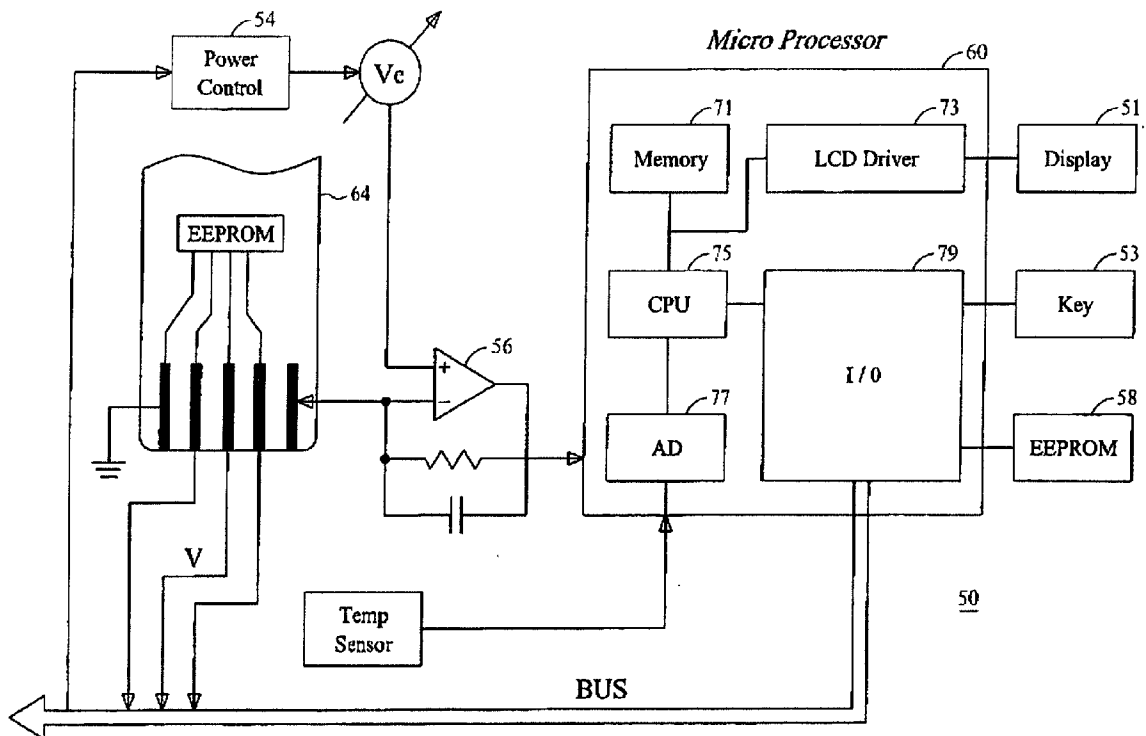 54
Power
Control
Vc
Micro Processor
60
71
Memory
73
LCD Driver
51
Display
64
EEPROM
75
CPU
79
I / 0
53
Key
56
+
−
77
AD
58
EEPROM
V
Temp
Sensor
50
BUS